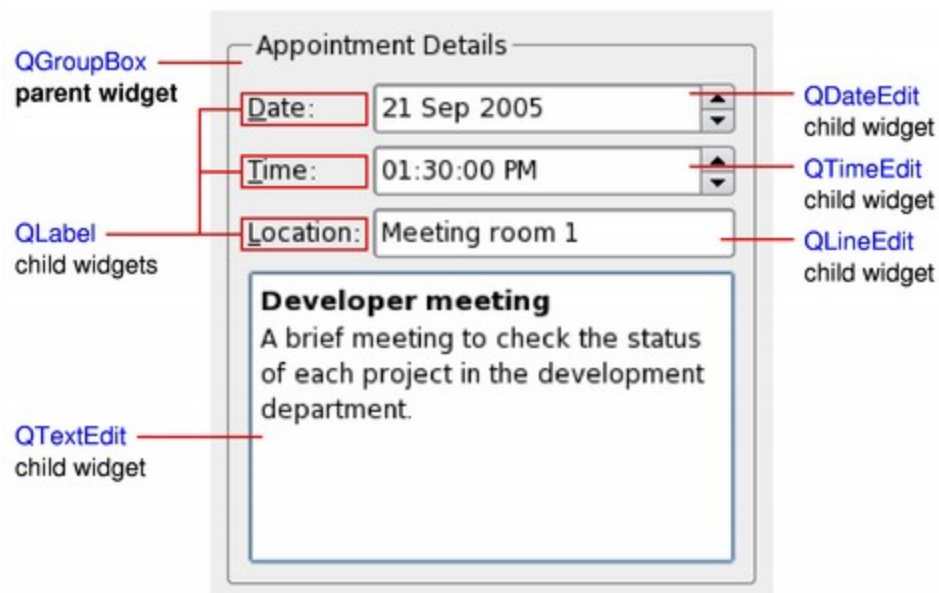 Appointment Details
QGroupBox
parent widget
Date:
21 Sep 2005
QDateEdit
child widget
Time:
01:30:00 PM
QTimeEdit
child widget
QLabel
child widgets
Location:
Meeting room 1
QLineEdit
child widget
Developer meeting
A brief meeting to check the status
of each project in the development
department.
QTextEdit
child widget